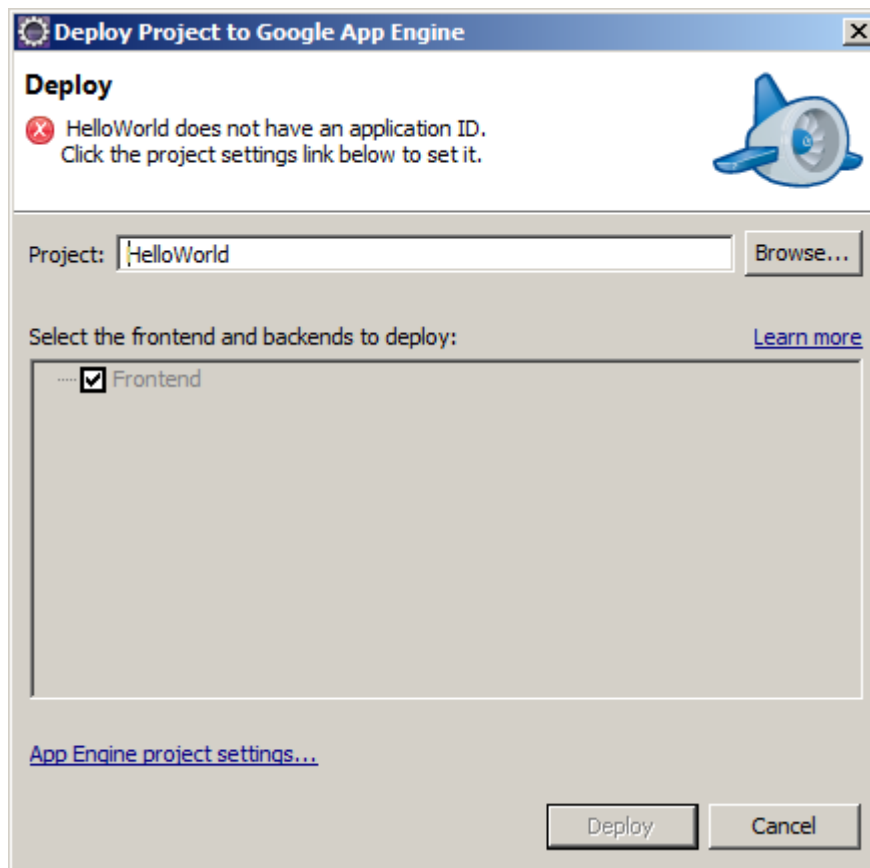 Deploy Project to Google App Engine
Deploy
HelloWorld does not have an application ID.
Click the project settings link below to set it.
Project: HelloWorld Browse...
Select the frontend and backends to deploy: Learn more
Frontend
App Engine project settings...
Deploy Cancel